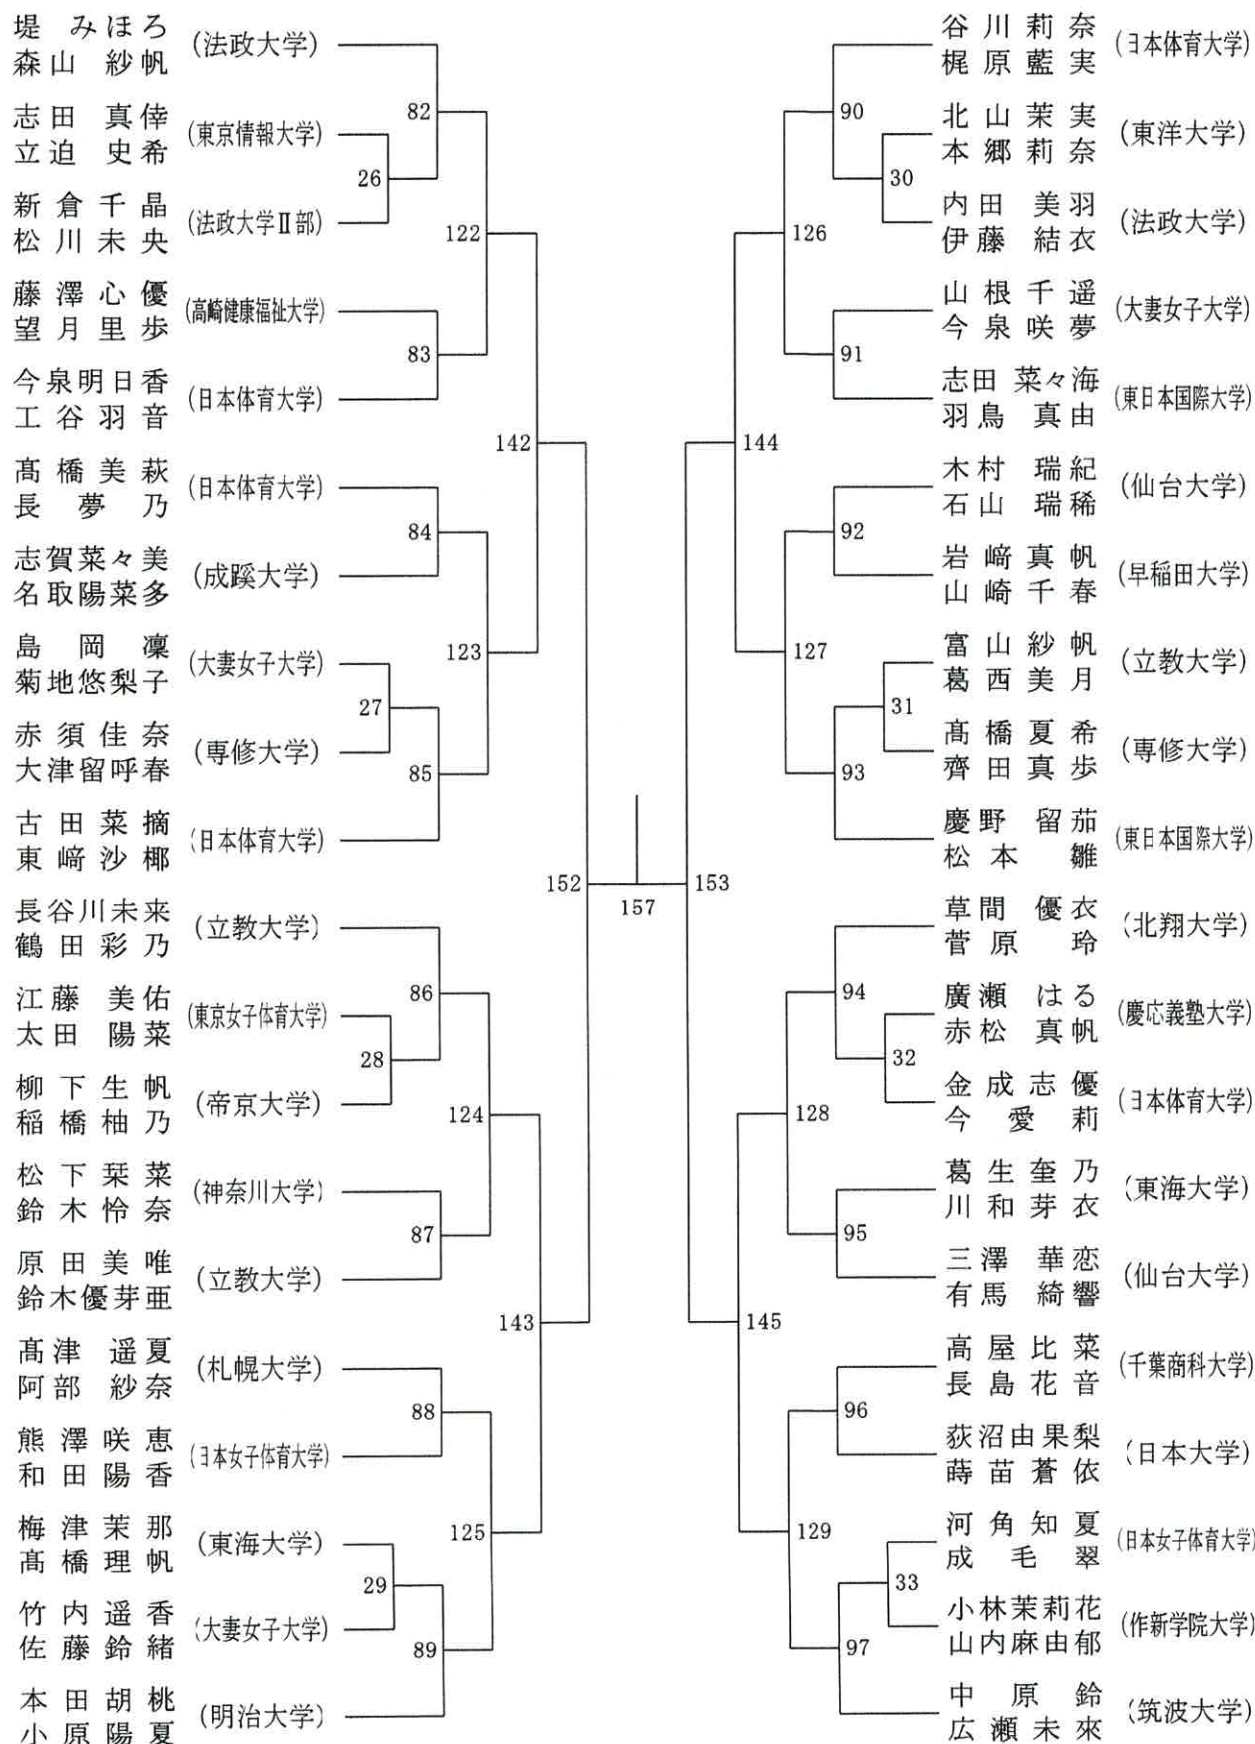 堤 みほろ
森山 紗帆
(法政大学)
志田 真倖
立迫 史希
(東京情報大学)
新倉千晶
松川未央
(法政大学Ⅱ部)
藤澤心優
望月里歩
(高崎健康福祉大学)
今泉明日香
工谷羽音
(日本体育大学)
髙橋美萩
長夢乃
(日本体育大学)
志賀菜々美
名取陽菜多
(成蹊大学)
島岡凜
菊地悠梨子
(大妻女子大学)
赤須佳奈
大津留呼春
(専修大学)
古田菜摘
東﨑沙椰
(日本体育大学)
長谷川未来
鶴田彩乃
(立教大学)
江藤 美佑
太田 陽菜
(東京女子体育大学)
柳下生帆
稲橋柚乃
(帝京大学)
松下栞菜
鈴木怜奈
(神奈川大学)
原田美唯
鈴木優芽亜
(立教大学)
髙津 遥夏
阿部 紗奈
(札幌大学)
熊澤咲恵
和田陽香
(日本女子体育大学)
梅津茉那
髙橋理帆
(東海大学)
竹内遥香
佐藤鈴緒
(大妻女子大学)
本田胡桃
小原陽夏
(明治大学)
82
26
122
83
142
84
123
27
85
152
86
28
124
87
143
88
125
29
89
157
153
90
30
126
91
144
92
127
31
93
94
32
128
95
145
96
129
33
97
谷川莉奈
梶原藍実
(日本体育大学)
北山茉実
本郷莉奈
(東洋大学)
内田 美羽
伊藤 結衣
(法政大学)
山根千遥
今泉咲夢
(大妻女子大学)
志田 菜々海
羽鳥 真由
(東日本国際大学)
木村 瑞紀
石山 瑞稀
(仙台大学)
岩﨑真帆
山崎千春
(早稲田大学)
富山紗帆
葛西美月
(立教大学)
髙橋夏希
齊田真歩
(専修大学)
慶野 留茄
松本 雛
(東日本国際大学)
草間 優衣
菅原 玲
(北翔大学)
廣瀬 はる
赤松 真帆
(慶応義塾大学)
金成志優
今愛莉
(日本体育大学)
葛生奎乃
川和芽衣
(東海大学)
三澤 華恋
有馬 綺響
(仙台大学)
高屋比菜
長島花音
(千葉商科大学)
荻沼由果梨
蒔苗蒼依
(日本大学)
河角知夏
成毛翠
(日本女子体育大学)
小林茉莉花
山内麻由郁
(作新学院大学)
中原鈴
広瀬未來
(筑波大学)